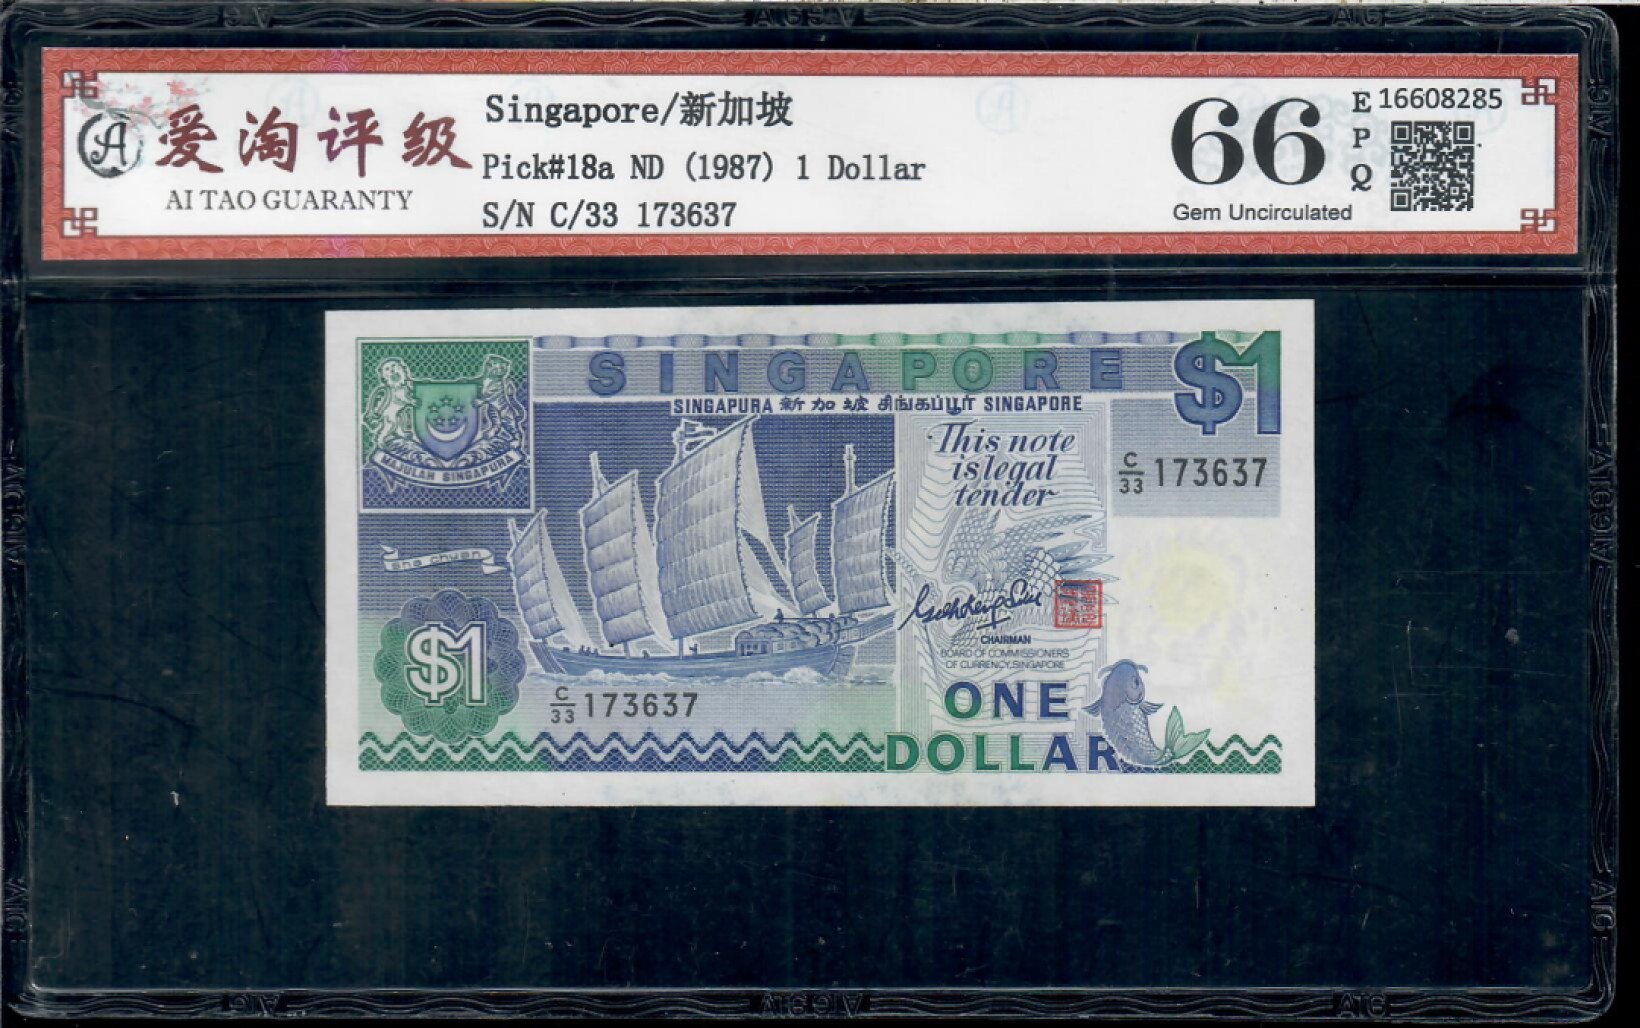 爱淘评级
AI TAO GUARANTY
Singapore/新加坡
Pick#18a ND (1987) 1 Dollar
S/N C/33 173637
66
EPQ
Gem Uncirculated
16608285
SINGAPORE
$1
SINGAPURA 新加坡 சிங்கப்பூர் SINGAPORE
MAJULAH SINGAPURA
This note
is legal
tender
C/33 173637
sha chuan
$1
CHAIRMAN
BOARD OF COMMISSIONERS
OF CURRENCY, SINGAPORE
C/33 173637
ONE
DOLLAR